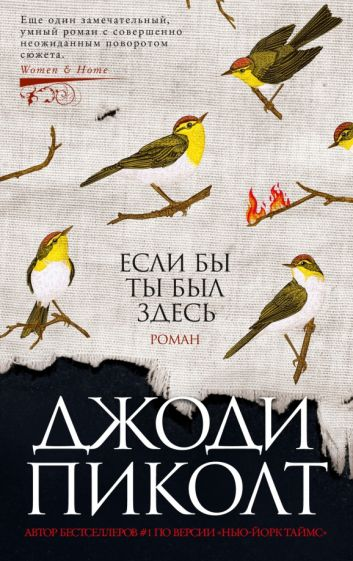 Еще один замечательный,
умный роман с совершенно
неожиданным поворотом
сюжета.
Women & Home
ЕСЛИ БЫ
ТЫ БЫЛ
ЗДЕСЬ
РОМАН
ДЖОДИ
ПИКОЛТ
АВТОР БЕСТСЕЛЛЕРОВ #1 ПО ВЕРСИИ «НЬЮ-ЙОРК ТАЙМС»